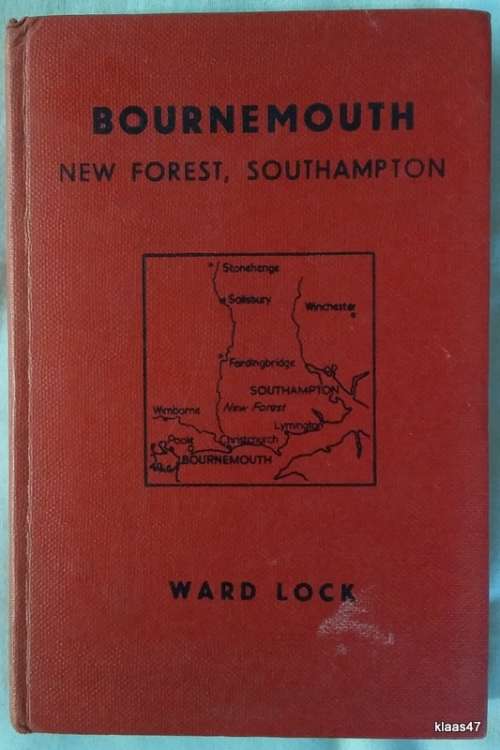 BOURNEMOUTH
NEW FOREST, SOUTHAMPTON
Stonehenge
Salisbury
Winchester
Fordingbridge
SOUTHAMPTON
New Forest
Wimborne
Lymington
Poole
Christchurch
BOURNEMOUTH
WARD LOCK
klaas47